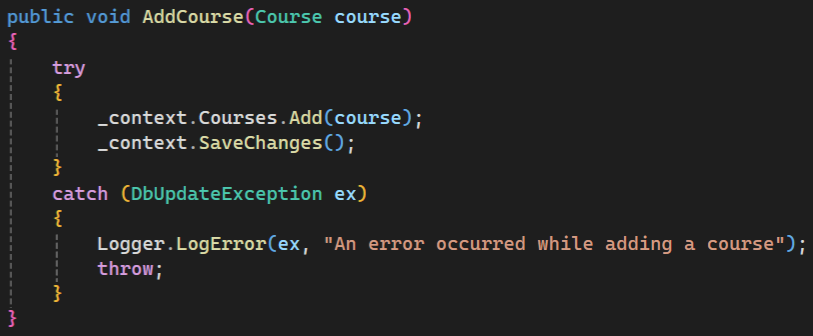 public void AddCourse(Course course)
{
    try
    {
        _context.Courses.Add(course);
        _context.SaveChanges();
    }
    catch (DbUpdateException ex)
    {
        Logger.LogError(ex, "An error occurred while adding a course");
        throw;
    }
}